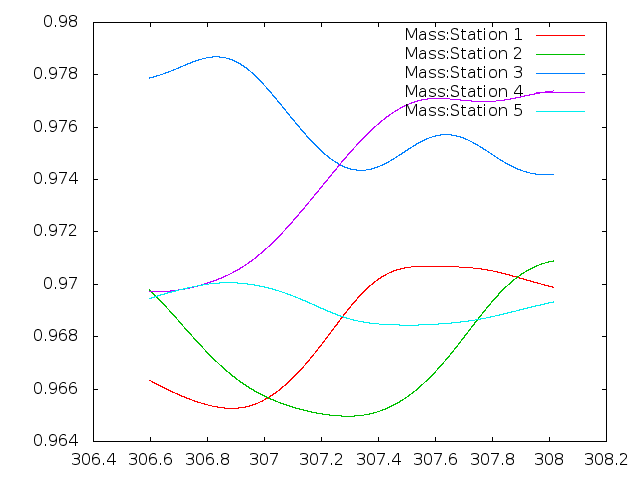 0.98
0.978
0.976
0.974
0.972
0.97
0.968
0.966
0.964
306.4 306.6 306.8 307 307.2 307.4 307.6 307.8 308 308.2
Mass:Station 1
Mass:Station 2
Mass:Station 3
Mass:Station 4
Mass:Station 5